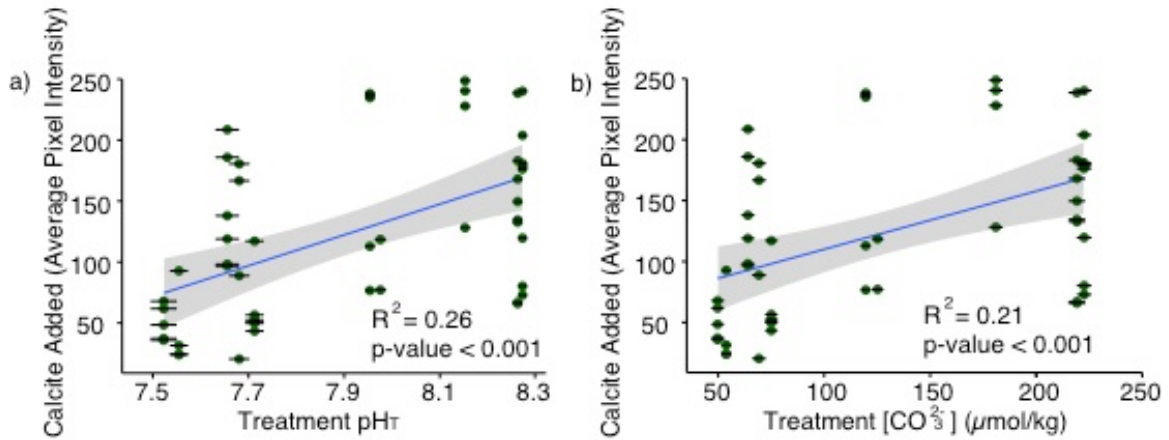 a)
Calcite Added (Average Pixel Intensity)
250
200
150
100
50
R² = 0.26
p-value < 0.001
7.5
7.7
7.9
8.1
8.3
Treatment pHT
b)
Calcite Added (Average Pixel Intensity)
250
200
150
100
50
R² = 0.21
p-value < 0.001
50
100
150
200
250
Treatment [CO₃²⁻] (μmol/kg)